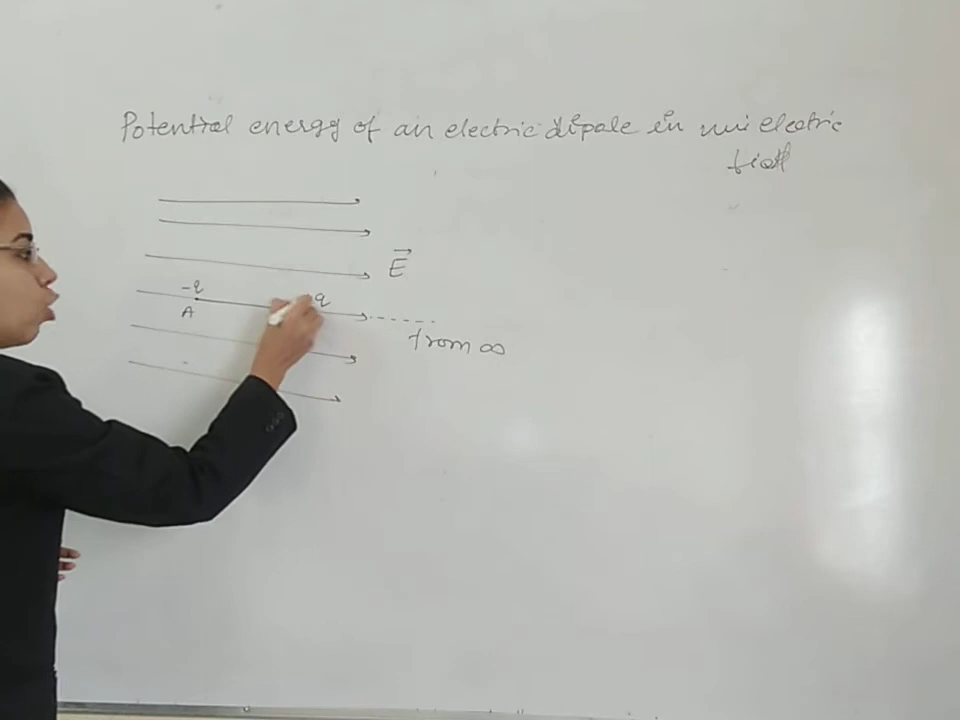 Potential energy of an electric dipole in uni electric
field
E
-q
q
A
from ∞